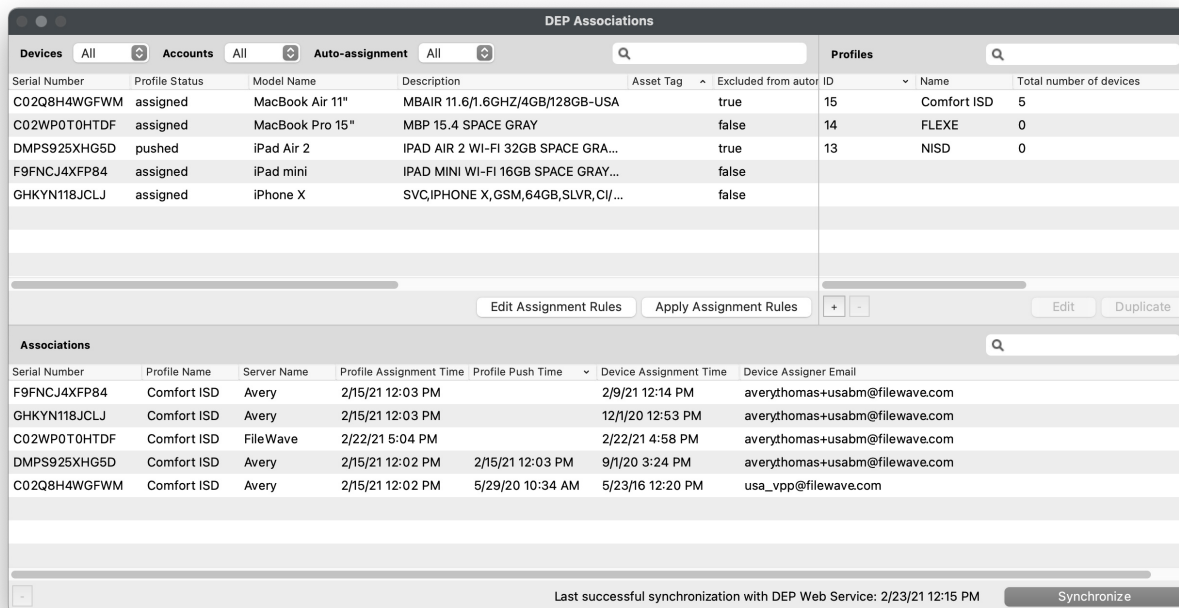 DEP Associations
Devices All Accounts All Auto-assignment All Profiles
Serial Number Profile Status Model Name Description Asset Tag Excluded from autor ID Name Total number of devices
C02Q8H4WGFWM assigned MacBook Air 11" MBAIR 11.6/1.6GHZ/4GB/128GB-USA true 15 Comfort ISD 5
C02WP0T0HTDF assigned MacBook Pro 15" MBP 15.4 SPACE GRAY false 14 FLEXE 0
DMPS925XHG5D pushed iPad Air 2 IPAD AIR 2 WI-FI 32GB SPACE GRA... true 13 NISD 0
F9FNCJ4XFP84 assigned iPad mini IPAD MINI WI-FI 16GB SPACE GRAY... false
GHKYN118JCLJ assigned iPhone X SVC,IPHONE X,GSM,64GB,SLVR,CI/... false
Edit Assignment Rules Apply Assignment Rules + - Edit Duplicate
Associations
Serial Number Profile Name Server Name Profile Assignment Time Profile Push Time Device Assignment Time Device Assigner Email
F9FNCJ4XFP84 Comfort ISD Avery 2/15/21 12:03 PM 2/9/21 12:14 PM avery.thomas+usabm@filewave.com
GHKYN118JCLJ Comfort ISD Avery 2/15/21 12:03 PM 12/1/20 12:53 PM avery.thomas+usabm@filewave.com
C02WP0T0HTDF Comfort ISD FileWave 2/22/21 5:04 PM 2/22/21 4:58 PM avery.thomas+usabm@filewave.com
DMPS925XHG5D Comfort ISD Avery 2/15/21 12:02 PM 2/15/21 12:03 PM 9/1/20 3:24 PM avery.thomas+usabm@filewave.com
C02Q8H4WGFWM Comfort ISD Avery 2/15/21 12:02 PM 5/29/20 10:34 AM 5/23/16 12:20 PM usa_vpp@filewave.com
- Last successful synchronization with DEP Web Service: 2/23/21 12:15 PM Synchronize